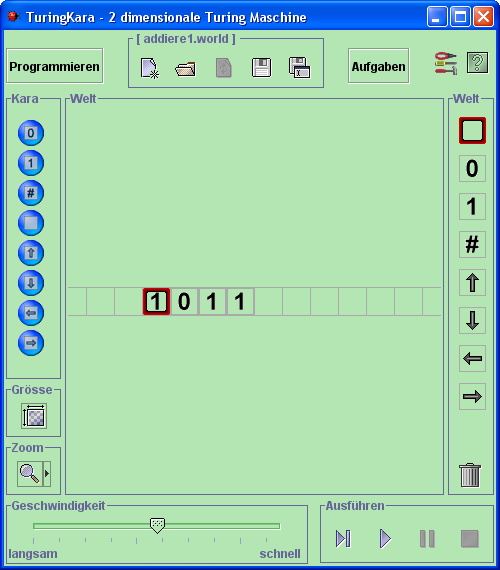 TuringKara - 2 dimensionale Turing Maschine
[ addiere1.world ]
Programmieren
Aufgaben
?
Kara
Welt
Welt
0
1
#
0
1
#
1 0 1 1
Grösse
Zoom
Geschwindigkeit
langsam
schnell
Ausführen